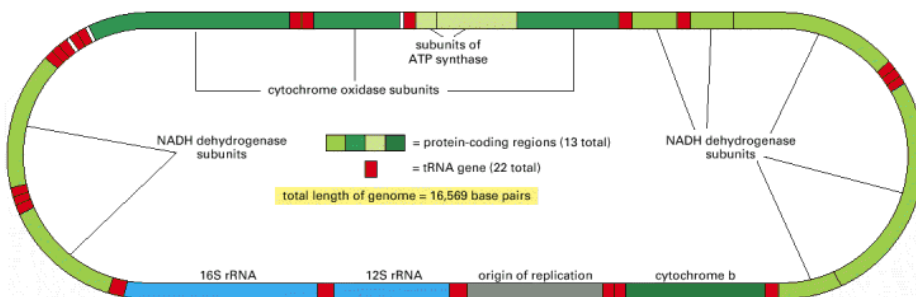 subunits of
ATP synthase
cytochrome oxidase subunits
NADH dehydrogenase
subunits
= protein-coding regions (13 total)
= tRNA gene (22 total)
total length of genome = 16,569 base pairs
NADH dehydrogenase
subunits
16S rRNA
12S rRNA
origin of replication
cytochrome b